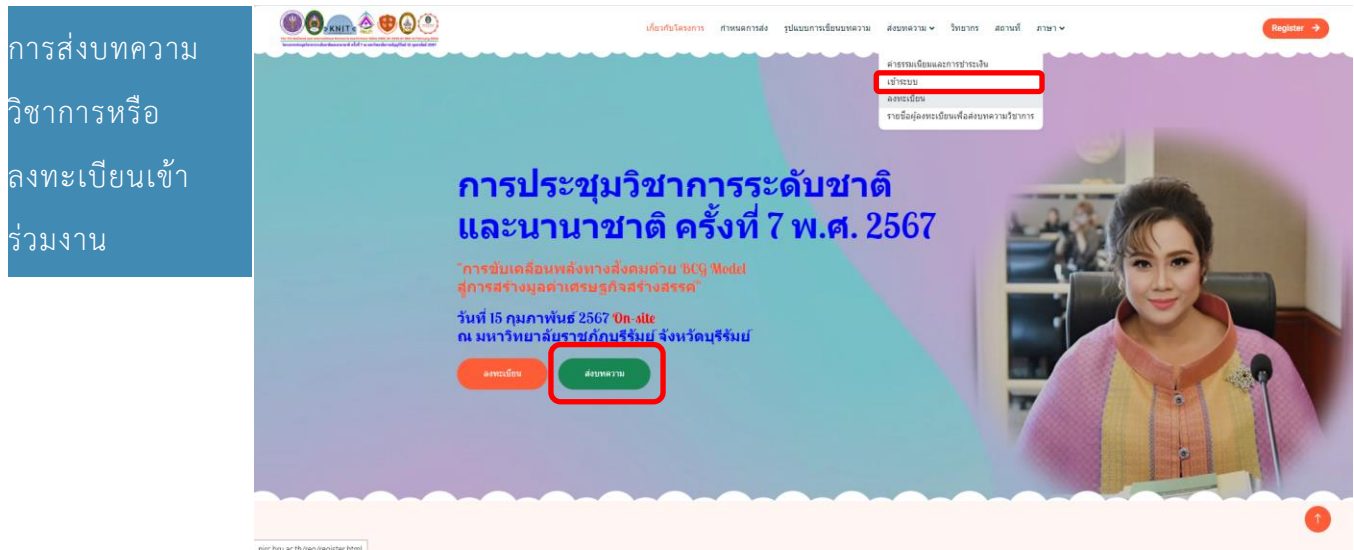 การส่งบทความ
วิชาการหรือ
ลงทะเบียนเข้า
ร่วมงาน
KNIT
เกี่ยวกับโครงการ กำหนดการส่ง รูปแบบการเขียนบทความ ส่งบทความ วิทยากร สถานที่ ภาษา
Register →
ค่าธรรมเนียมและการชำระเงิน
เข้าระบบ
ลงทะเบียน
รายชื่อผู้ลงทะเบียนเพื่อส่งบทความวิชาการ
การประชุมวิชาการระดับชาติ
และนานาชาติ ครั้งที่ 7 พ.ศ. 2567
"การขับเคลื่อนพลังทางสังคมด้วย BCG Model
สู่การสร้างมูลค่าเศรษฐกิจสร้างสรรค์"
วันที่ 15 กุมภาพันธ์ 2567 On-site
ณ มหาวิทยาลัยราชภัฏบุรีรัมย์ จังหวัดบุรีรัมย์
ลงทะเบียน ส่งบทความ